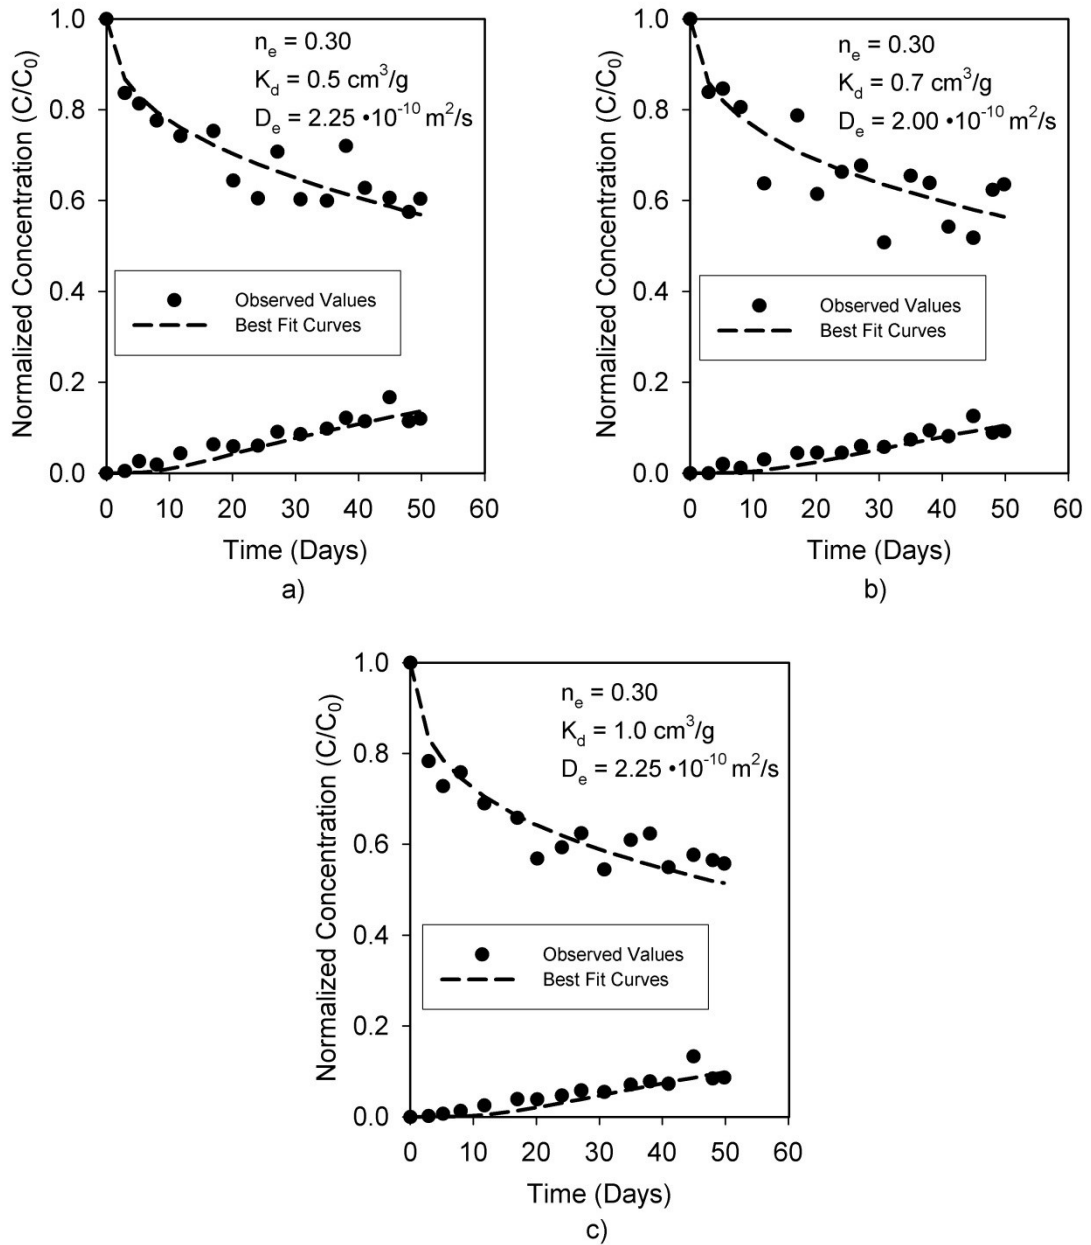 Normalized Concentration (C/C₀)
1.0
0.8
0.6
0.4
0.2
0.0
nₑ = 0.30
K_d = 0.5 cm³/g
Dₑ = 2.25 •10⁻¹⁰ m²/s
Observed Values
Best Fit Curves
0 10 20 30 40 50 60
Time (Days)
a)
Normalized Concentration (C/C₀)
1.0
0.8
0.6
0.4
0.2
0.0
nₑ = 0.30
K_d = 0.7 cm³/g
Dₑ = 2.00 •10⁻¹⁰ m²/s
Observed Values
Best Fit Curves
0 10 20 30 40 50 60
Time (Days)
b)
Normalized Concentration (C/C₀)
1.0
0.8
0.6
0.4
0.2
0.0
nₑ = 0.30
K_d = 1.0 cm³/g
Dₑ = 2.25 •10⁻¹⁰ m²/s
Observed Values
Best Fit Curves
0 10 20 30 40 50 60
Time (Days)
c)